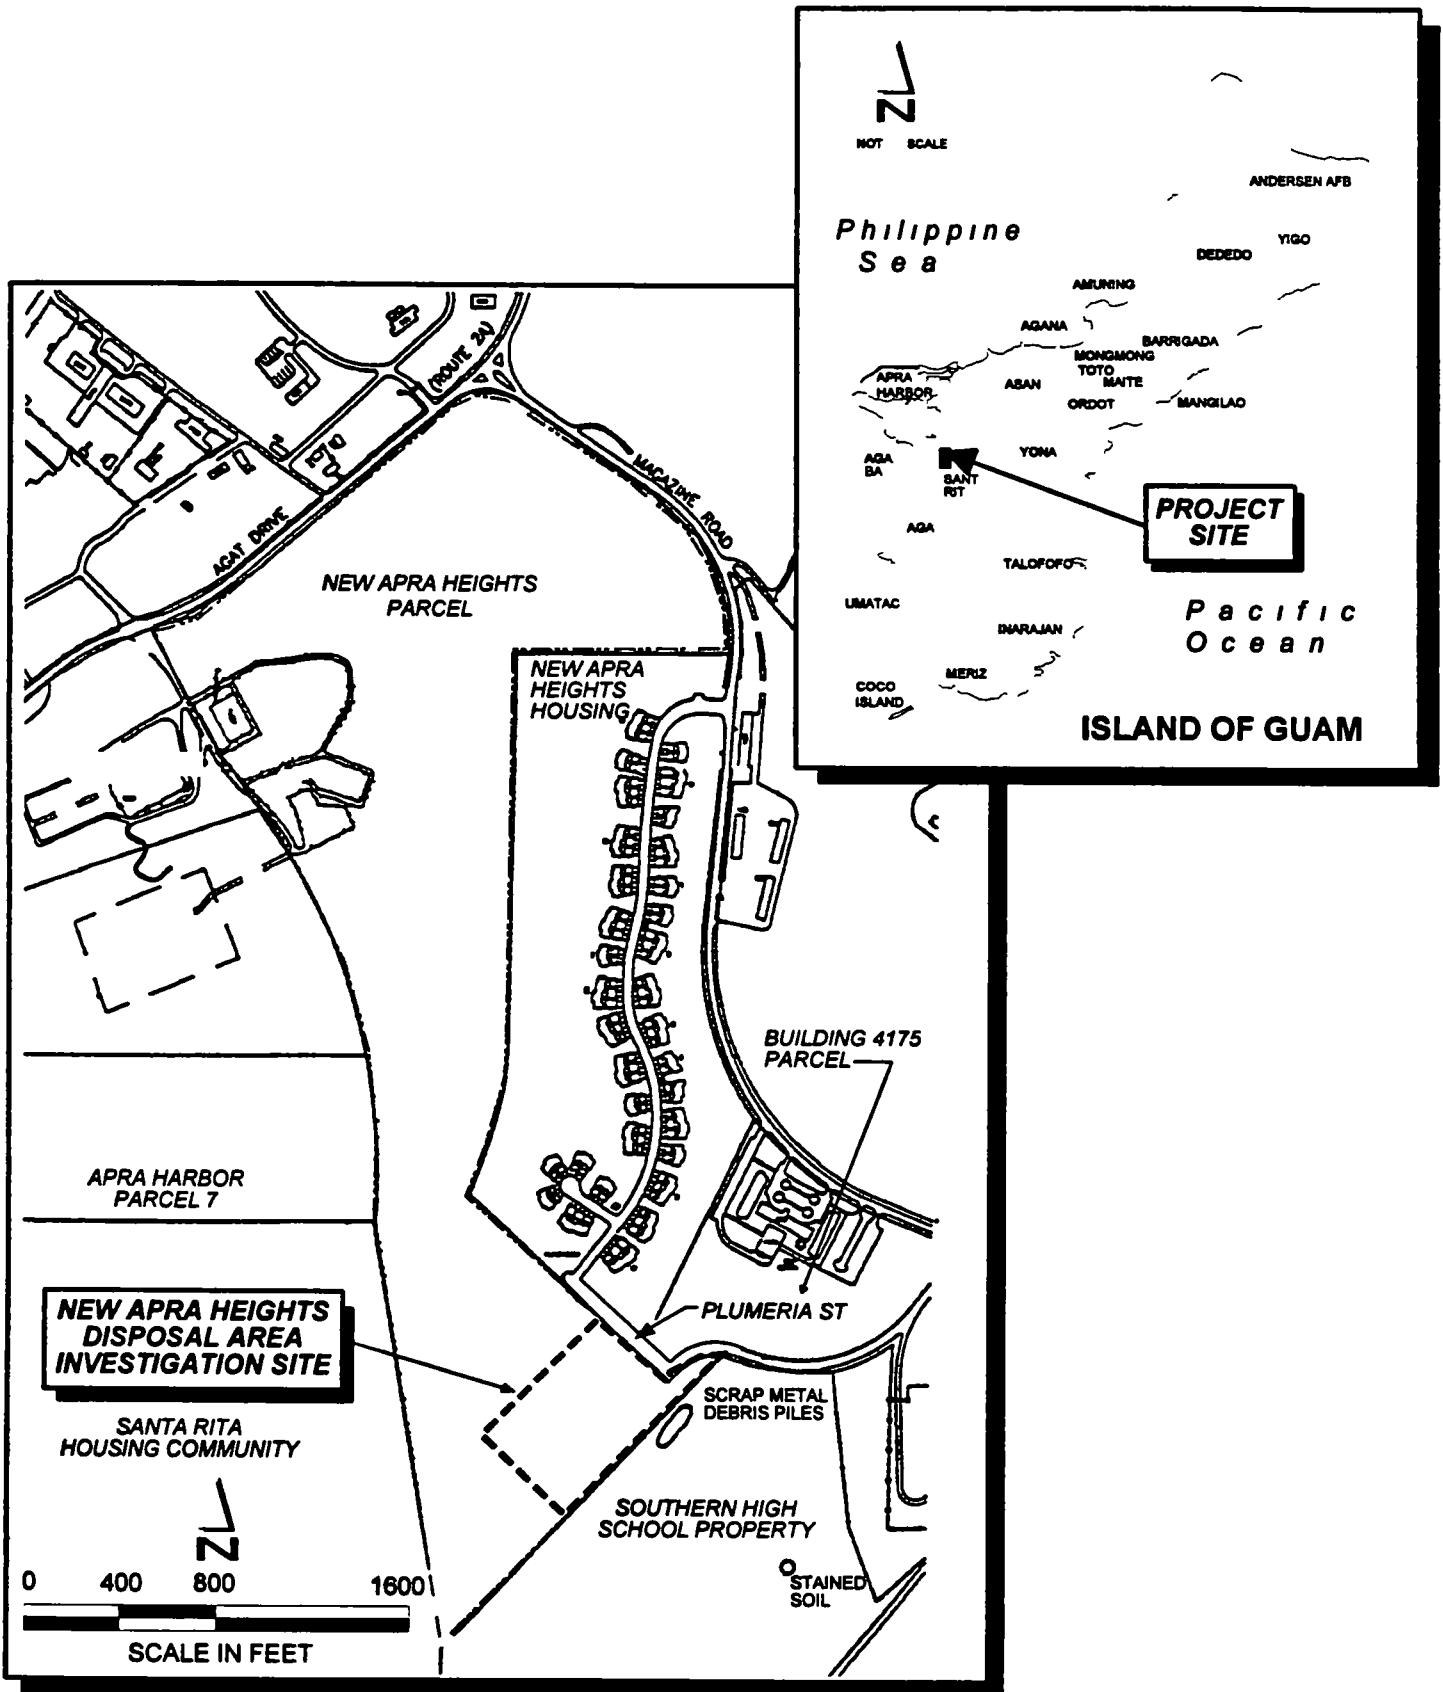 N
NOT SCALE
ANDERSEN AFB
Philippine
Sea
YIGO
DEDEDO
AMUNING
AGANA
BARRIGADA
MONGMONG
TOTO
MAITE
APRA
HARBOR
ASAN
ORDOT
MANGILAO
AGA
BA
YONA
SANT
RIT
PROJECT
SITE
AGA
TALOFOFO
UMATAC
Pacific
Ocean
INARAJAN
MERIZ
COCO
ISLAND
ISLAND OF GUAM
(ROUTE 2A)
MAGAZINE ROAD
AGAT DRIVE
NEW APRA HEIGHTS
PARCEL
NEW APRA
HEIGHTS
HOUSING
BUILDING 4175
PARCEL
APRA HARBOR
PARCEL 7
NEW APRA HEIGHTS
DISPOSAL AREA
INVESTIGATION SITE
PLUMERIA ST
SCRAP METAL
DEBRIS PILES
SANTA RITA
HOUSING COMMUNITY
SOUTHERN HIGH
SCHOOL PROPERTY
STAINED
SOIL
N
0 400 800 1600
SCALE IN FEET